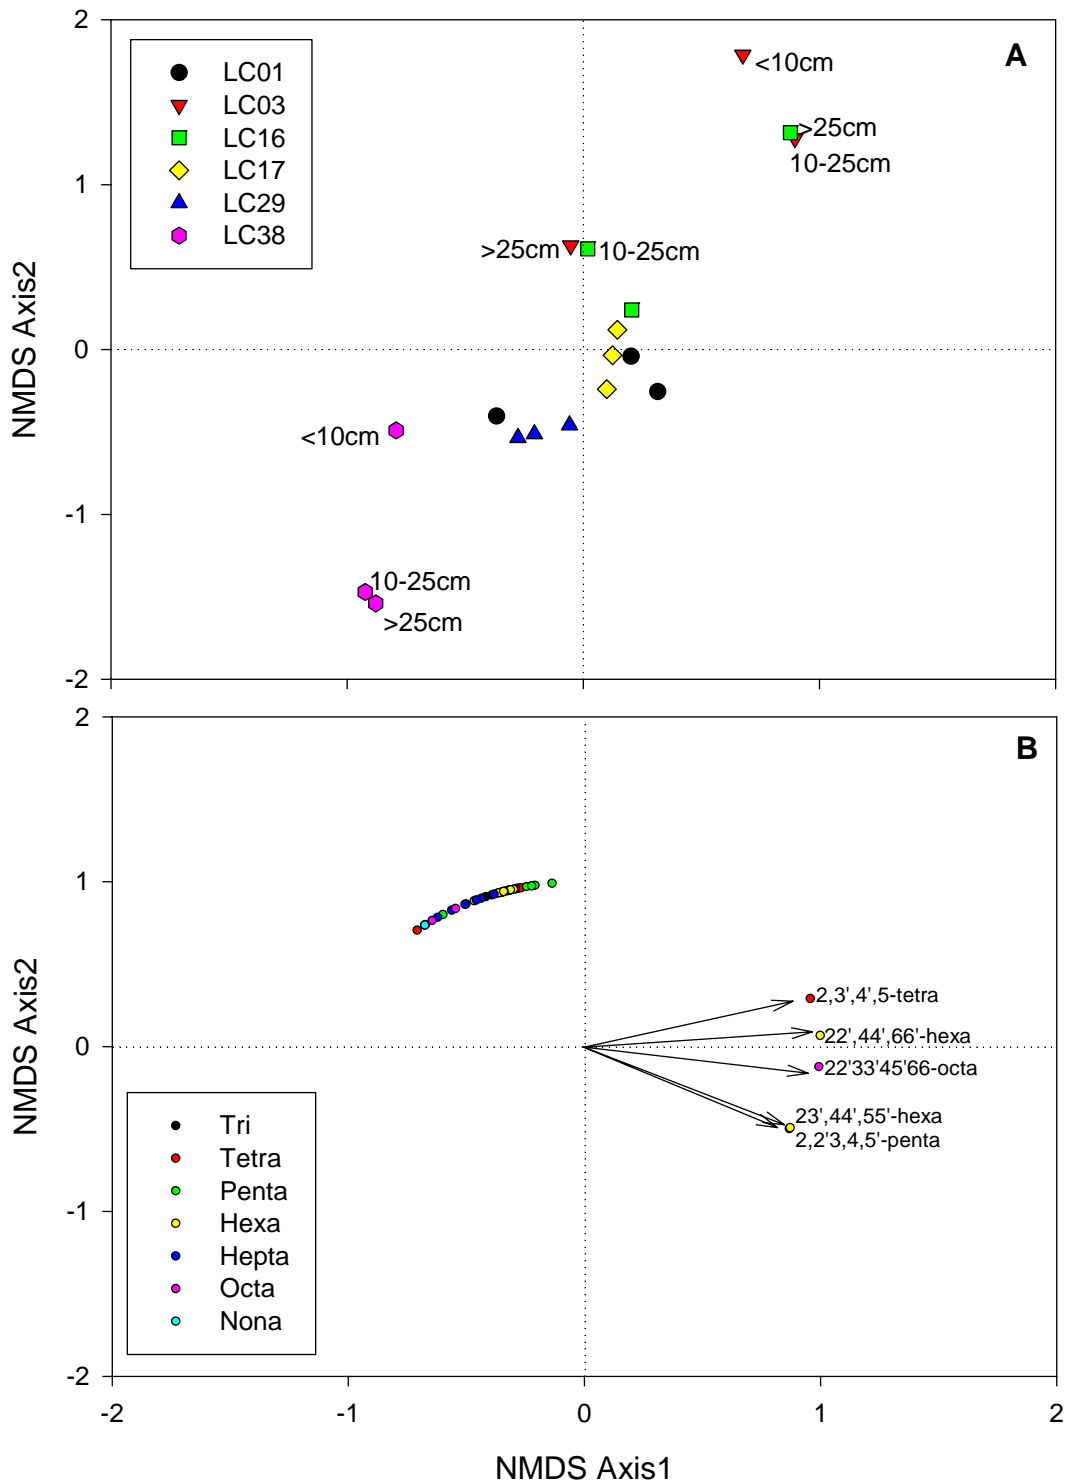 2
A
LC01
LC03
LC16
LC17
LC29
LC38
<10cm
>25cm
10-25cm
1
>25cm
10-25cm
NMDS Axis2
0
<10cm
-1
10-25cm
>25cm
-2
2
B
1
2,3',4',5-tetra
22',44',66'-hexa
NMDS Axis2
0
22'33'45'66-octa
23',44',55'-hexa
2,2'3,4,5'-penta
Tri
Tetra
Penta
Hexa
Hepta
Octa
Nona
-1
-2
-2 -1 0 1 2
NMDS Axis1